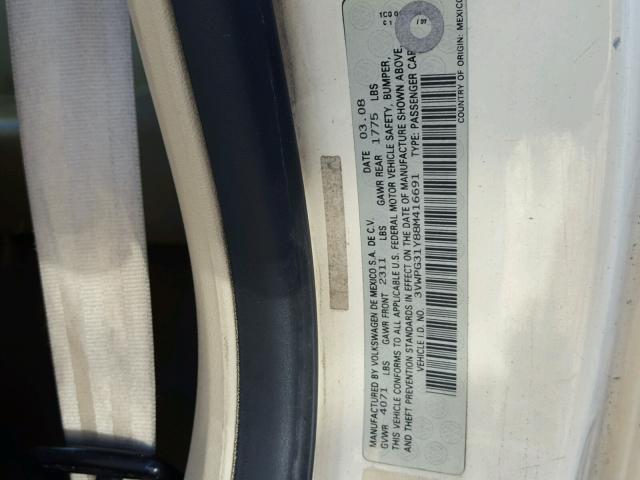 MANUFACTURED BY VOLKSWAGEN DE MEXICO S.A. DE C.V. DATE 03.08
GVWR 4071 LBS GAWR FRONT 2311 LBS GAWR REAR 1775 LBS
THIS VEHICLE CONFORMS TO ALL APPLICABLE U.S. FEDERAL MOTOR VEHICLE SAFETY, BUMPER,
AND THEFT PREVENTION STANDARDS IN EFFECT ON THE DATE OF MANUFACTURE SHOWN ABOVE.
VEHICLE I.D. NO. 3VWPG31Y88M416691 TYPE: PASSENGER CAR
COUNTRY OF ORIGIN: MEXICO